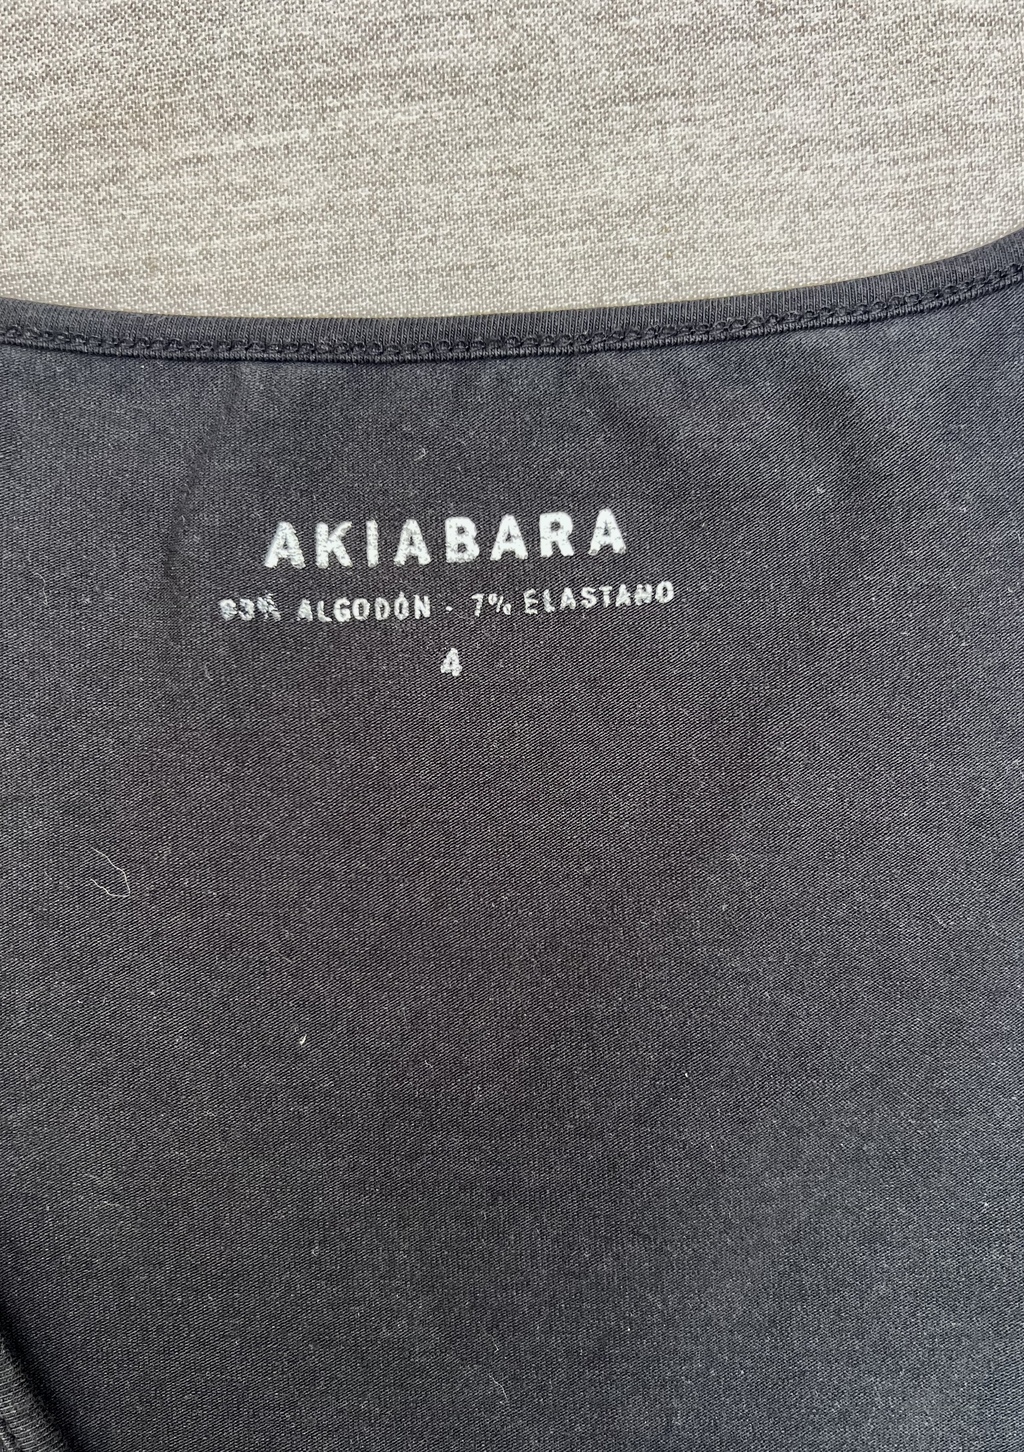 AKIABARA
93% ALGODÓN - 7% ELASTANO
4